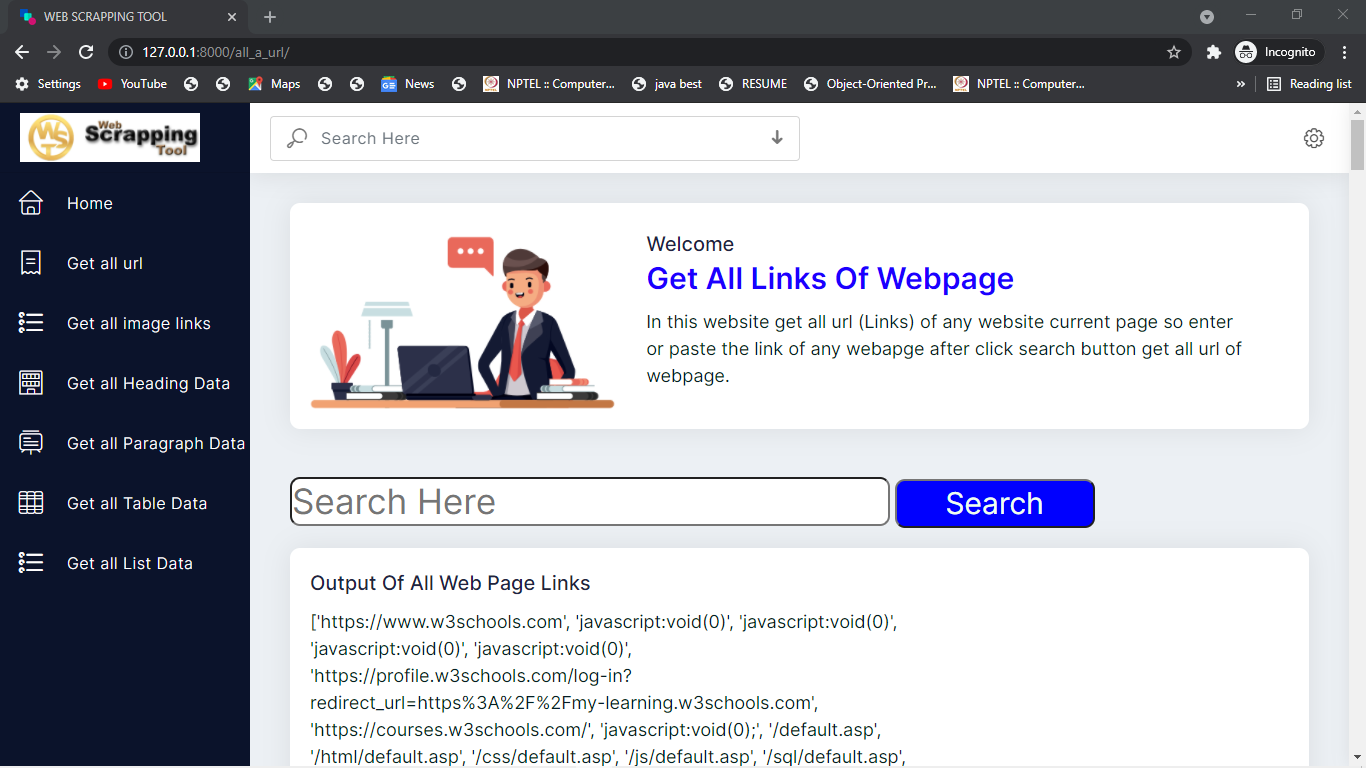 WEB SCRAPPING TOOL
127.0.0.1:8000/all_a_url/
Incognito
Settings
YouTube
Maps
News
NPTEL :: Computer...
java best
RESUME
Object-Oriented Pr...
NPTEL :: Computer...
»
Reading list
WST
Web
Scrapping
Tool
Search Here
Home
Get all url
Get all image links
Get all Heading Data
Get all Paragraph Data
Get all Table Data
Get all List Data
Welcome
Get All Links Of Webpage
In this website get all url (Links) of any website current page so enter
or paste the link of any webapge after click search button get all url of
webpage.
Search Here
Search
Output Of All Web Page Links
['https://www.w3schools.com', 'javascript:void(0)', 'javascript:void(0)',
'javascript:void(0)', 'javascript:void(0)',
'https://profile.w3schools.com/log-in?
redirect_url=https%3A%2F%2Fmy-learning.w3schools.com',
'https://courses.w3schools.com/', 'javascript:void(0);', '/default.asp',
'/html/default.asp', '/css/default.asp', '/js/default.asp', '/sql/default.asp',